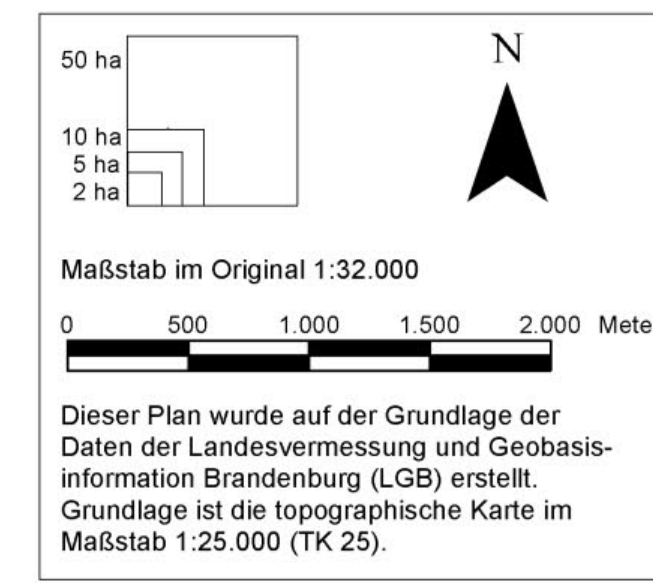 50 ha
10 ha
5 ha
2 ha
N
Maßstab im Original 1:32.000
0 500 1.000 1.500 2.000 Mete
Dieser Plan wurde auf der Grundlage der
Daten der Landesvermessung und Geobasis-
information Brandenburg (LGB) erstellt.
Grundlage ist die topographische Karte im
Maßstab 1:25.000 (TK 25).